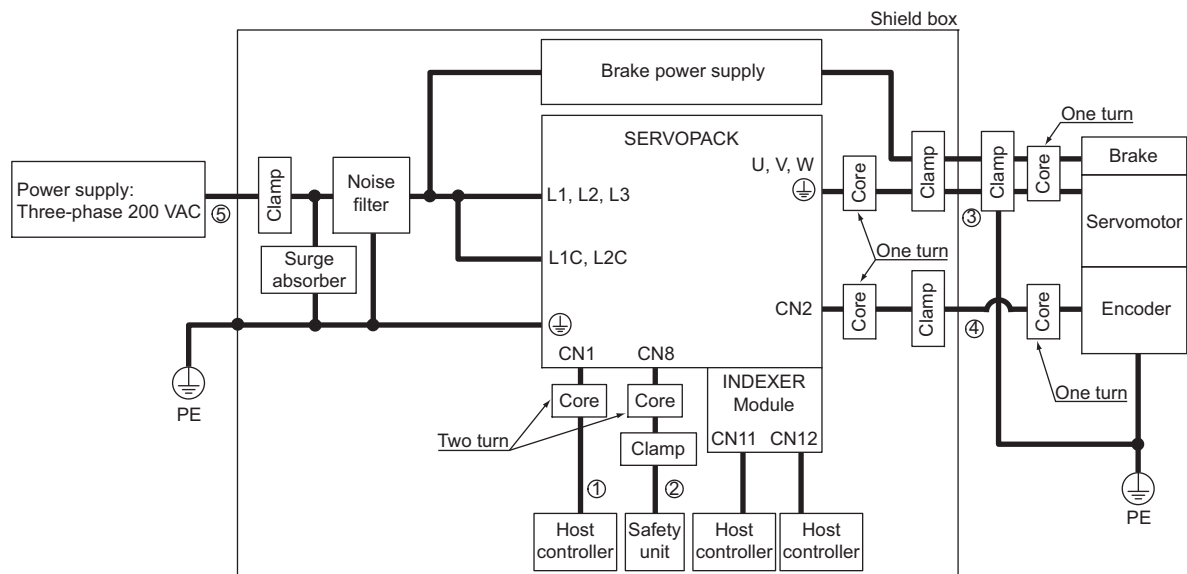 Shield box
Brake power supply
One turn
SERVOPACK
Brake
U, V, W
Core
Clamp
Clamp
Core
Power supply:
Three-phase 200 VAC
⑤
Clamp
Noise
filter
L1, L2, L3
③
Servomotor
Surge
absorber
L1C, L2C
One turn
CN2
Core
Clamp
④
Core
Encoder
CN1
CN8
PE
Core
Core
INDEXER
Module
One turn
Two turn
Clamp
CN11
CN12
①
②
Host
controller
Safety
unit
Host
controller
Host
controller
PE